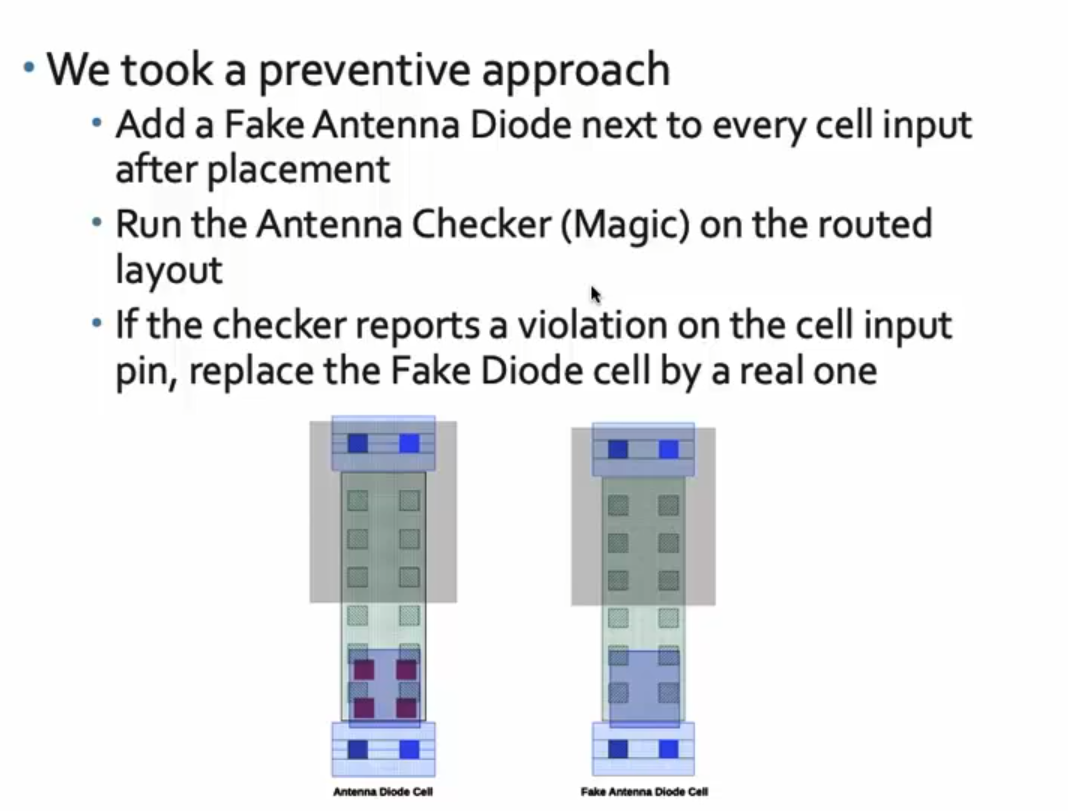 • We took a preventive approach
• Add a Fake Antenna Diode next to every cell input
after placement
• Run the Antenna Checker (Magic) on the routed
layout
• If the checker reports a violation on the cell input
pin, replace the Fake Diode cell by a real one
Antenna Diode Cell
Fake Antenna Diode Cell